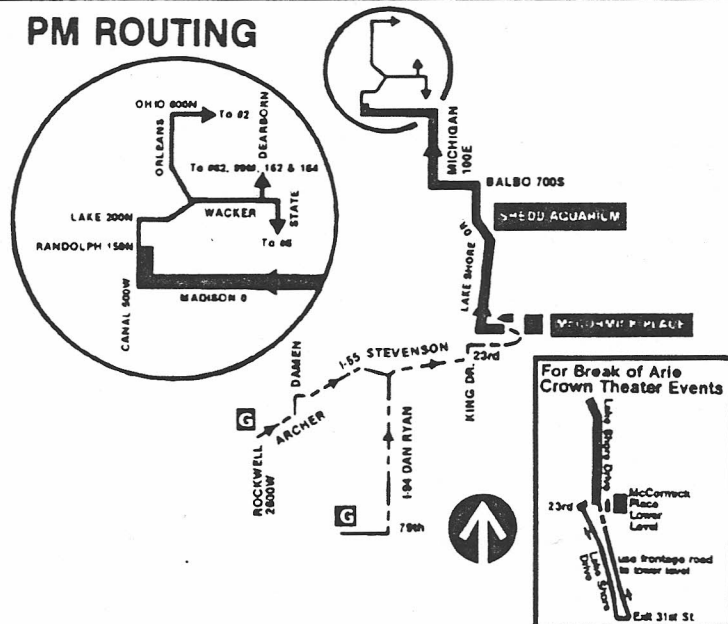 PM ROUTING
OHIO 600N
To #2
ORLEANS
DEARBORN
To #62, 99M, 162 & 164
LAKE 200N
WACKER
STATE
To #6
RANDOLPH 150N
CANAL 500W
MADISON 0
MICHIGAN
100E
BALBO 700S
SHEDD AQUARIUM
LAKE SHORE DR
McCORMICK PLACE
23rd
KING DR.
I-55 STEVENSON
DAMEN
ARCHER
G
ROCKWELL
2600W
I-94 DAN RYAN
G
79th
For Break of Arie
Crown Theater Events
Lake Shore Drive
23rd
McCormick
Place
Lower
Level
Lake Shore
Drive
use frontage road
to lower level
Exit 31st St.